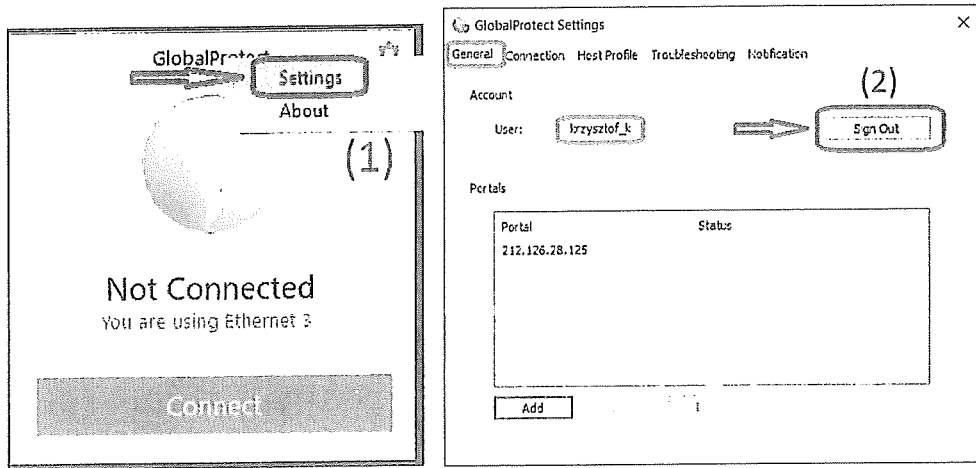 GlobalProtect
Settings
About
(1)
Not Connected
You are using Ethernet 3
Connect
GlobalProtect Settings
General Connection Host Profile Troubleshooting Notification
(2)
Account
User: krzysztof_k
Sign Out
Portals
Portal Status
212.126.28.125
Add